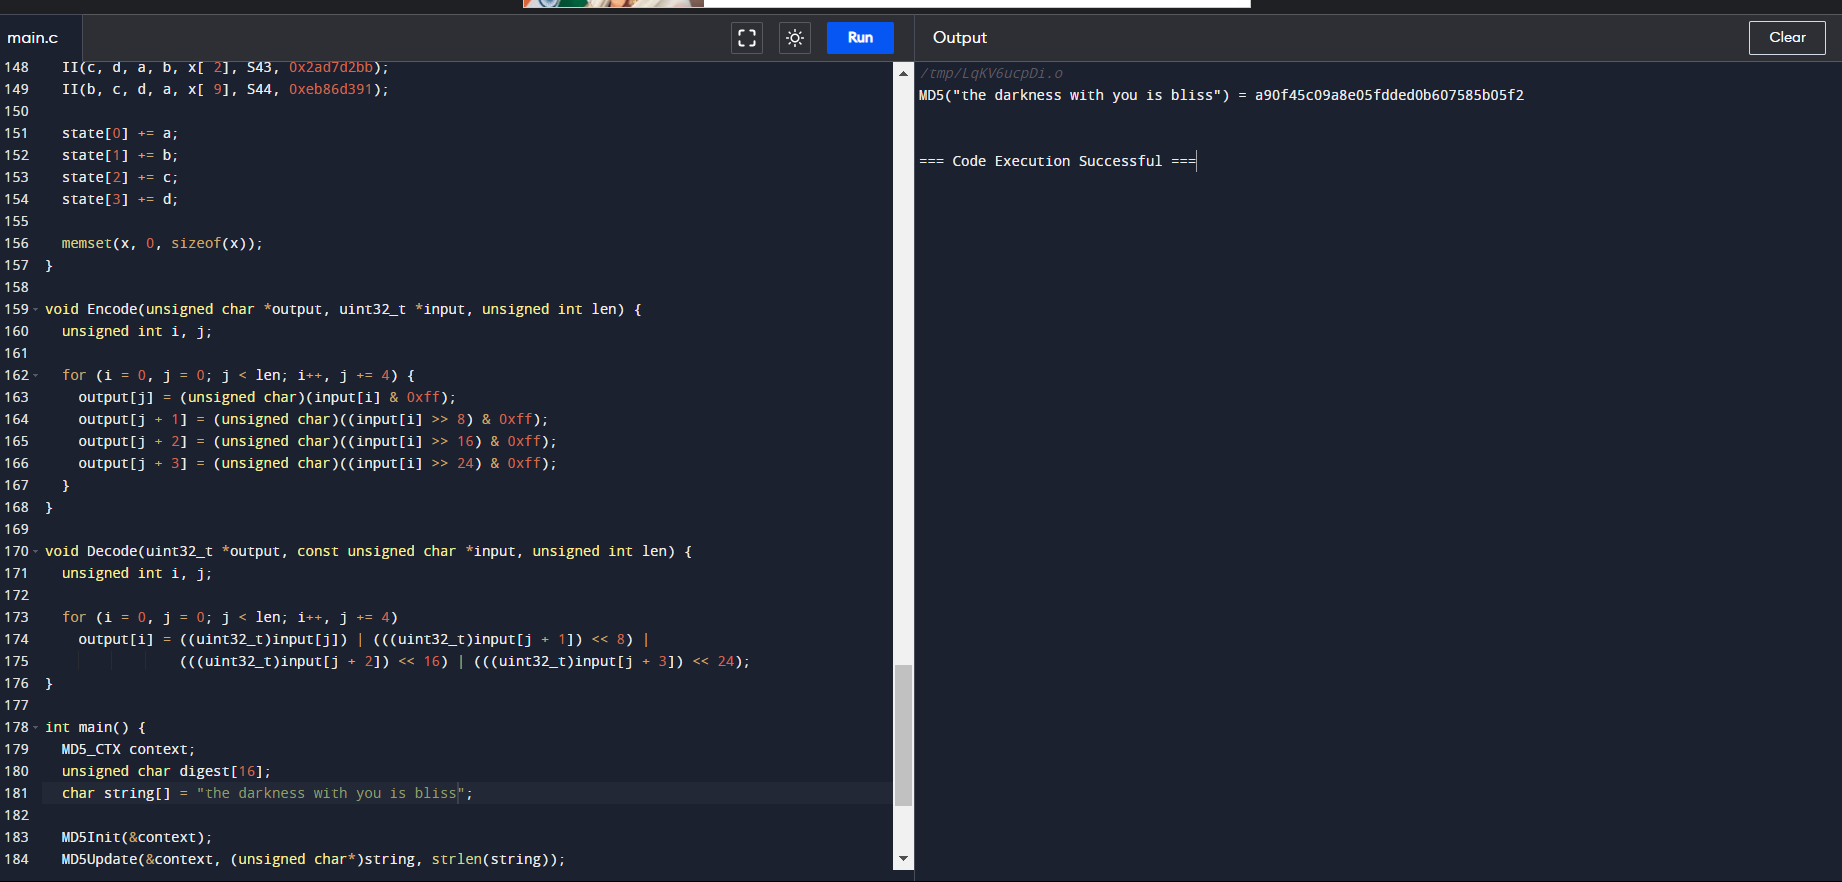 main.c
Run
Output
Clear
148 II(c, d, a, b, x[ 2], S43, 0x2ad7d2bb);
149 II(b, c, d, a, x[ 9], S44, 0xeb86d391);
150
151 state[0] += a;
152 state[1] += b;
153 state[2] += c;
154 state[3] += d;
155
156 memset(x, 0, sizeof(x));
157 }
158
159 void Encode(unsigned char *output, uint32_t *input, unsigned int len) {
160 unsigned int i, j;
161
162 for (i = 0, j = 0; j < len; i++, j += 4) {
163 output[j] = (unsigned char)(input[i] & 0xff);
164 output[j + 1] = (unsigned char)((input[i] >> 8) & 0xff);
165 output[j + 2] = (unsigned char)((input[i] >> 16) & 0xff);
166 output[j + 3] = (unsigned char)((input[i] >> 24) & 0xff);
167 }
168 }
169
170 void Decode(uint32_t *output, const unsigned char *input, unsigned int len) {
171 unsigned int i, j;
172
173 for (i = 0, j = 0; j < len; i++, j += 4)
174 output[i] = ((uint32_t)input[j]) | (((uint32_t)input[j + 1]) << 8) |
175 (((uint32_t)input[j + 2]) << 16) | (((uint32_t)input[j + 3]) << 24);
176 }
177
178 int main() {
179 MD5_CTX context;
180 unsigned char digest[16];
181 char string[] = "the darkness with you is bliss";
182
183 MD5Init(&context);
184 MD5Update(&context, (unsigned char*)string, strlen(string));
/tmp/LqKV6ucpDi.o
MD5("the darkness with you is bliss") = a90f45c09a8e05fdded0b607585b05f2
=== Code Execution Successful ===